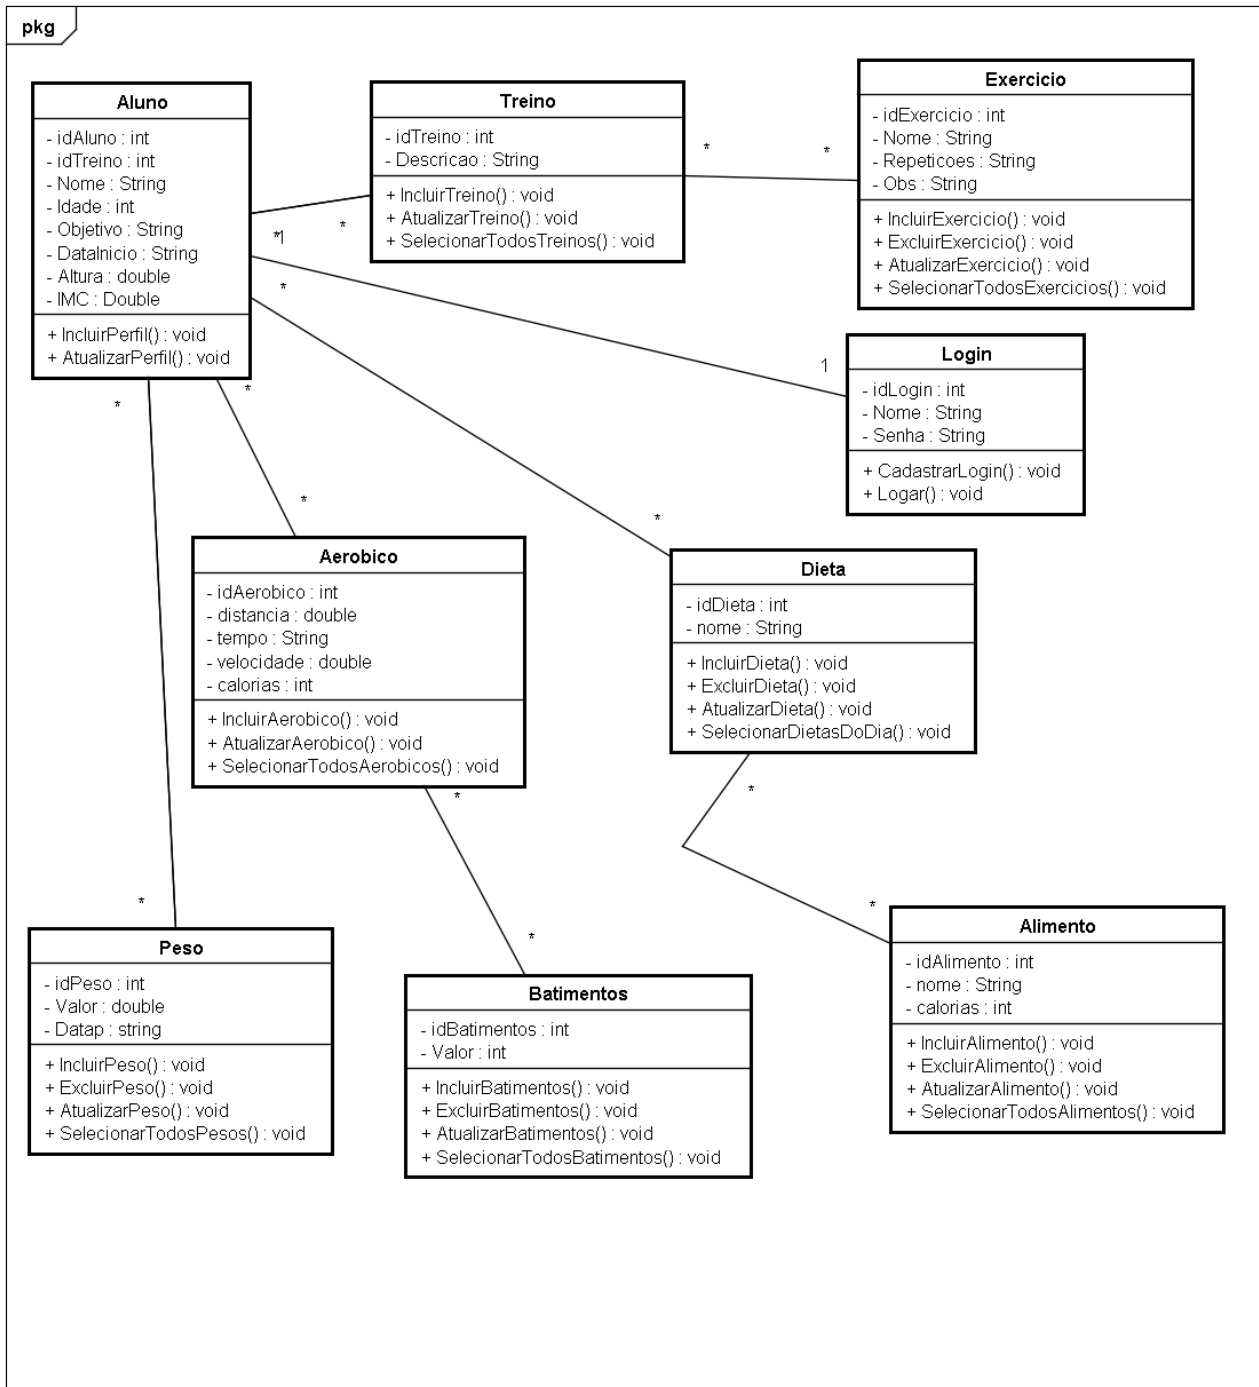 pkg
Aluno
- idAluno : int
- idTreino : int
- Nome : String
- Idade : int
- Objetivo : String
- DataInicio : String
- Altura : double
- IMC : Double
+ IncluirPerfil() : void
+ AtualizarPerfil() : void
Treino
- idTreino : int
- Descricao : String
+ IncluirTreino() : void
+ AtualizarTreino() : void
+ SelecionarTodosTreinos() : void
Exercicio
- idExercicio : int
- Nome : String
- Repeticoes : String
- Obs : String
+ IncluirExercicio() : void
+ ExcluirExercicio() : void
+ AtualizarExercicio() : void
+ SelecionarTodosExercicios() : void
*
*
*
*
1
*
1
Login
- idLogin : int
- Nome : String
- Senha : String
+ CadastrarLogin() : void
+ Logar() : void
*
*
*
*
Aerobico
- idAerobico : int
- distancia : double
- tempo : String
- velocidade : double
- calorias : int
+ IncluirAerobico() : void
+ AtualizarAerobico() : void
+ SelecionarTodosAerobicos() : void
Dieta
- idDieta : int
- nome : String
+ IncluirDieta() : void
+ ExcluirDieta() : void
+ AtualizarDieta() : void
+ SelecionarDietasDoDia() : void
*
*
*
*
*
Peso
- idPeso : int
- Valor : double
- Datap : string
+ IncluirPeso() : void
+ ExcluirPeso() : void
+ AtualizarPeso() : void
+ SelecionarTodosPesos() : void
Batimentos
- idBatimentos : int
- Valor : int
+ IncluirBatimentos() : void
+ ExcluirBatimentos() : void
+ AtualizarBatimentos() : void
+ SelecionarTodosBatimentos() : void
Alimento
- idAlimento : int
- nome : String
- calorias : int
+ IncluirAlimento() : void
+ ExcluirAlimento() : void
+ AtualizarAlimento() : void
+ SelecionarTodosAlimentos() : void